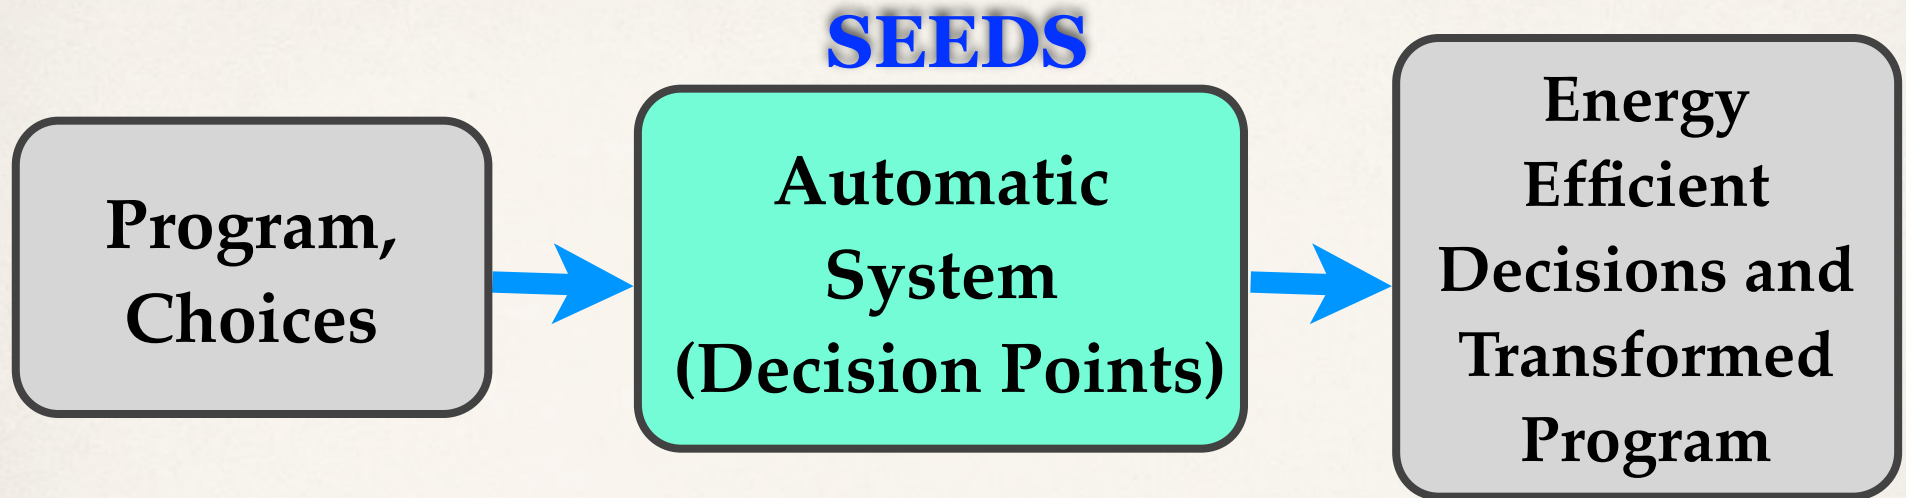 SEEDS
Program,
Choices
Automatic
System
(Decision Points)
Energy
Efficient
Decisions and
Transformed
Program